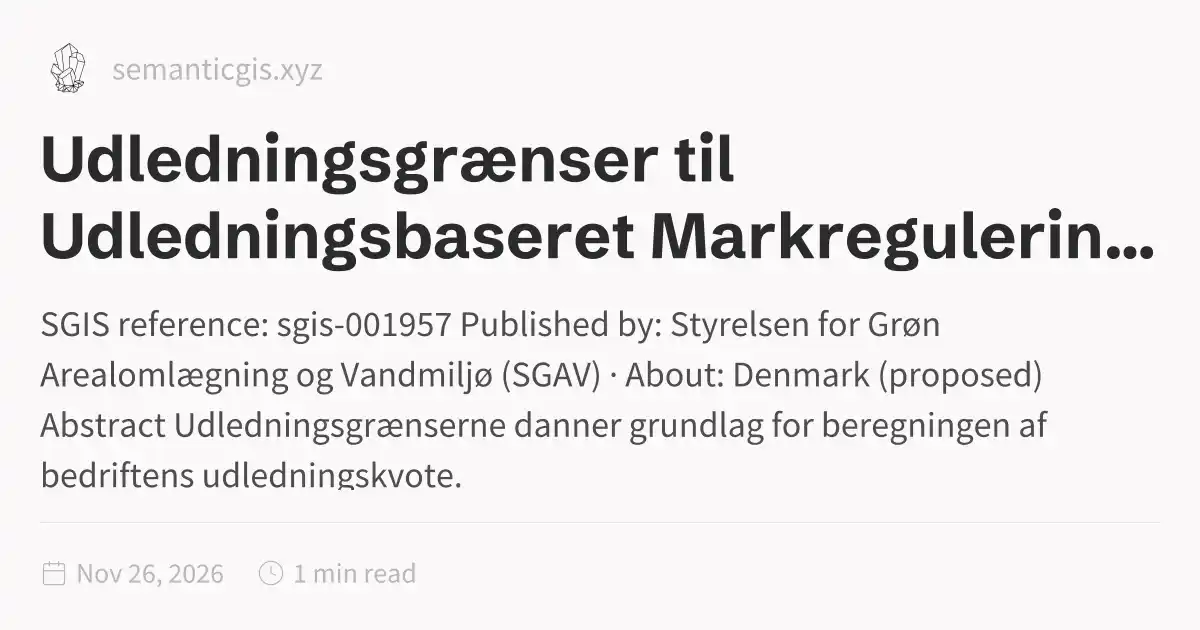 semanticgis.xyz
Udledningsgrænser til
Udledningsbaseret Markregulerin...
SGIS reference: sgis-001957 Published by: Styrelsen for Grøn
Arealomlægning og Vandmiljø (SGAV) · About: Denmark (proposed)
Abstract Udledningsgrænserne danner grundlag for beregningen af
bedriftens udledningskvote.
Nov 26, 2026
1 min read